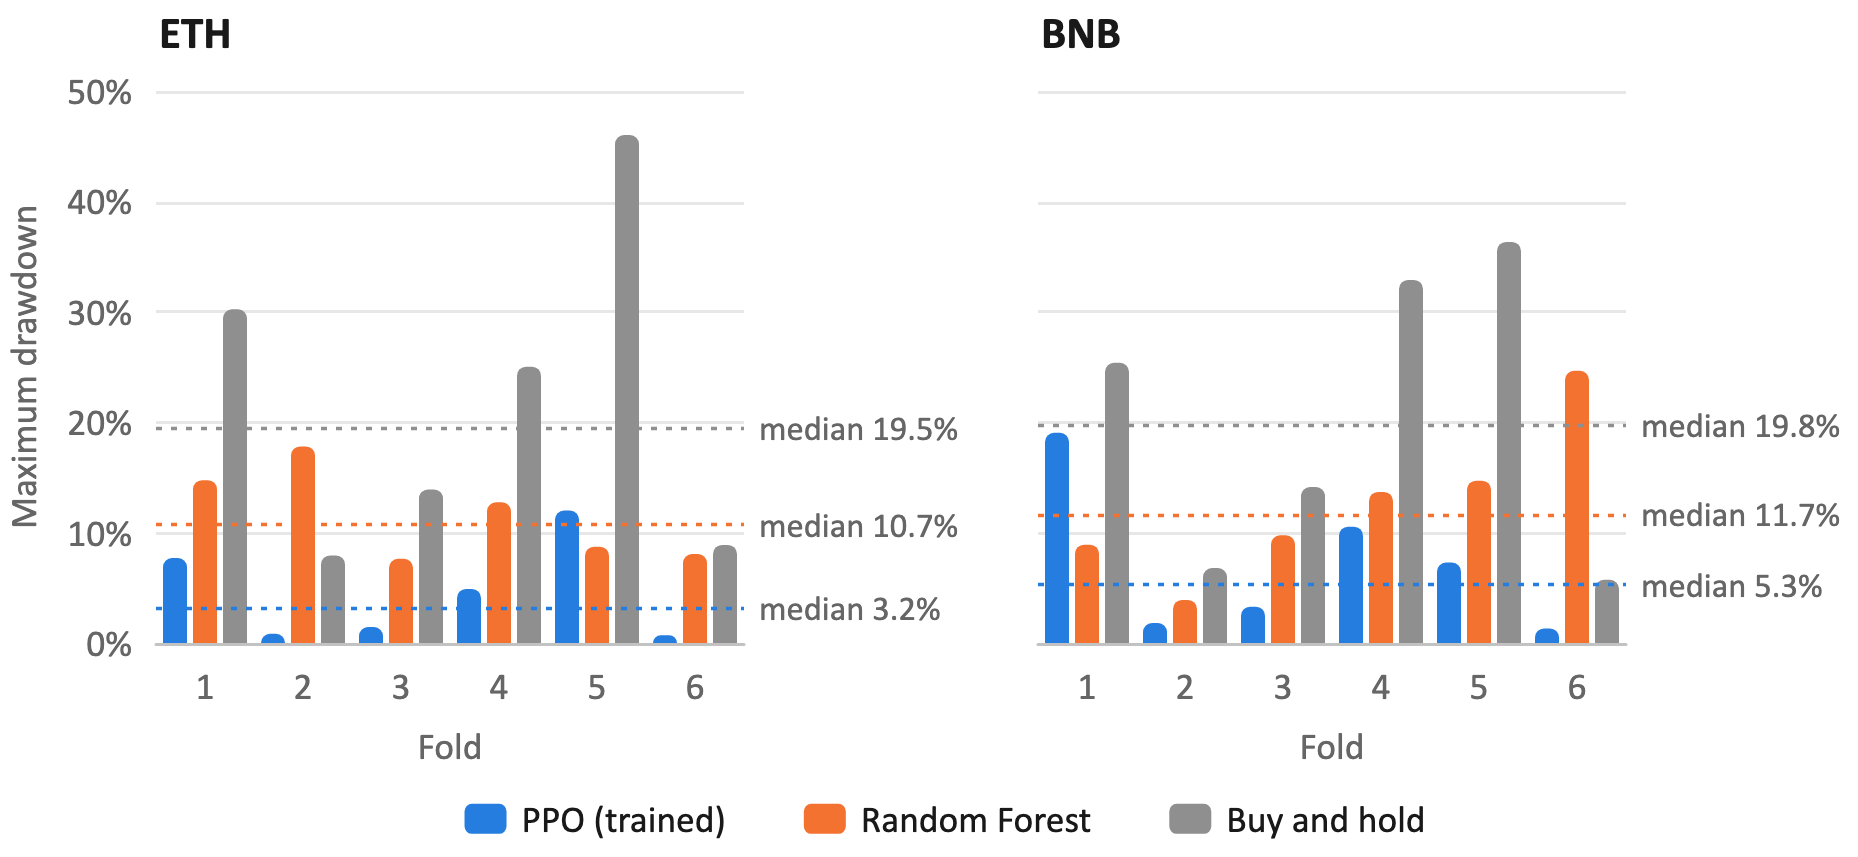 ETH
BNB
Maximum drawdown
50%
40%
30%
20%
10%
0%
median 19.5%
median 10.7%
median 3.2%
median 19.8%
median 11.7%
median 5.3%
1 2 3 4 5 6
1 2 3 4 5 6
Fold
Fold
PPO (trained)
Random Forest
Buy and hold